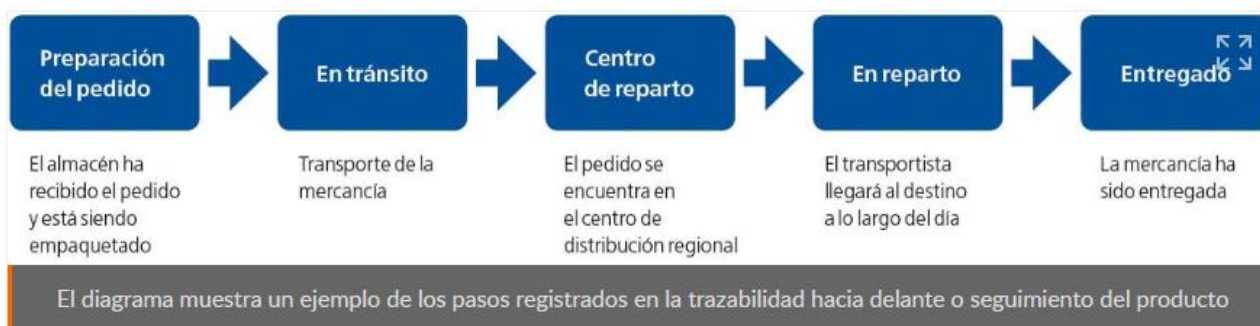 Preparación
del pedido
En tránsito
Centro
de reparto
En reparto
Entregado
El almacén ha
recibido el pedido
y está siendo
empaquetado
Transporte de la
mercancía
El pedido se
encuentra en
el centro de
distribución regional
El transportista
llegará al destino
a lo largo del día
La mercancía ha
sido entregada
El diagrama muestra un ejemplo de los pasos registrados en la trazabilidad hacia delante o seguimiento del producto